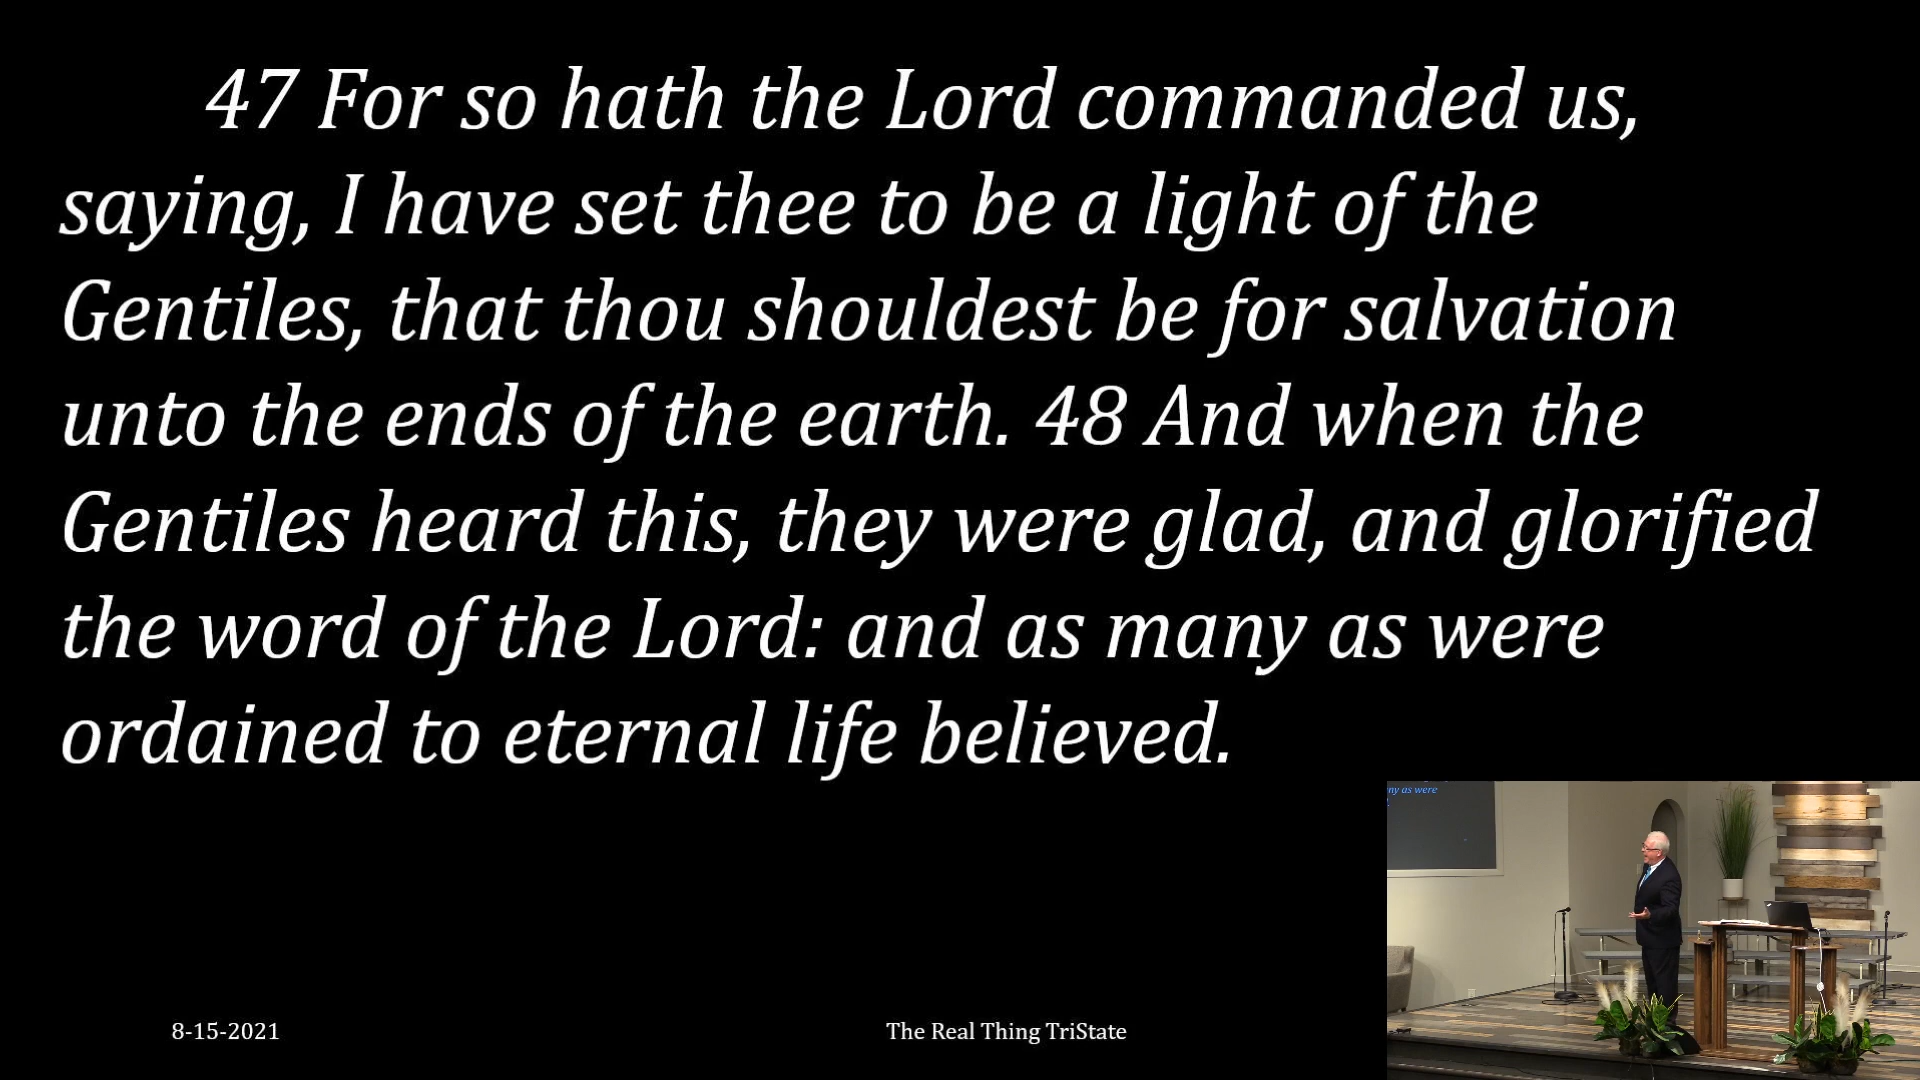 47 For so hath the Lord commanded us,
saying, I have set thee to be a light of the
Gentiles, that thou shouldest be for salvation
unto the ends of the earth. 48 And when the
Gentiles heard this, they were glad, and glorified
the word of the Lord: and as many as were
ordained to eternal life believed.
ny as were
8-15-2021
The Real Thing TriState